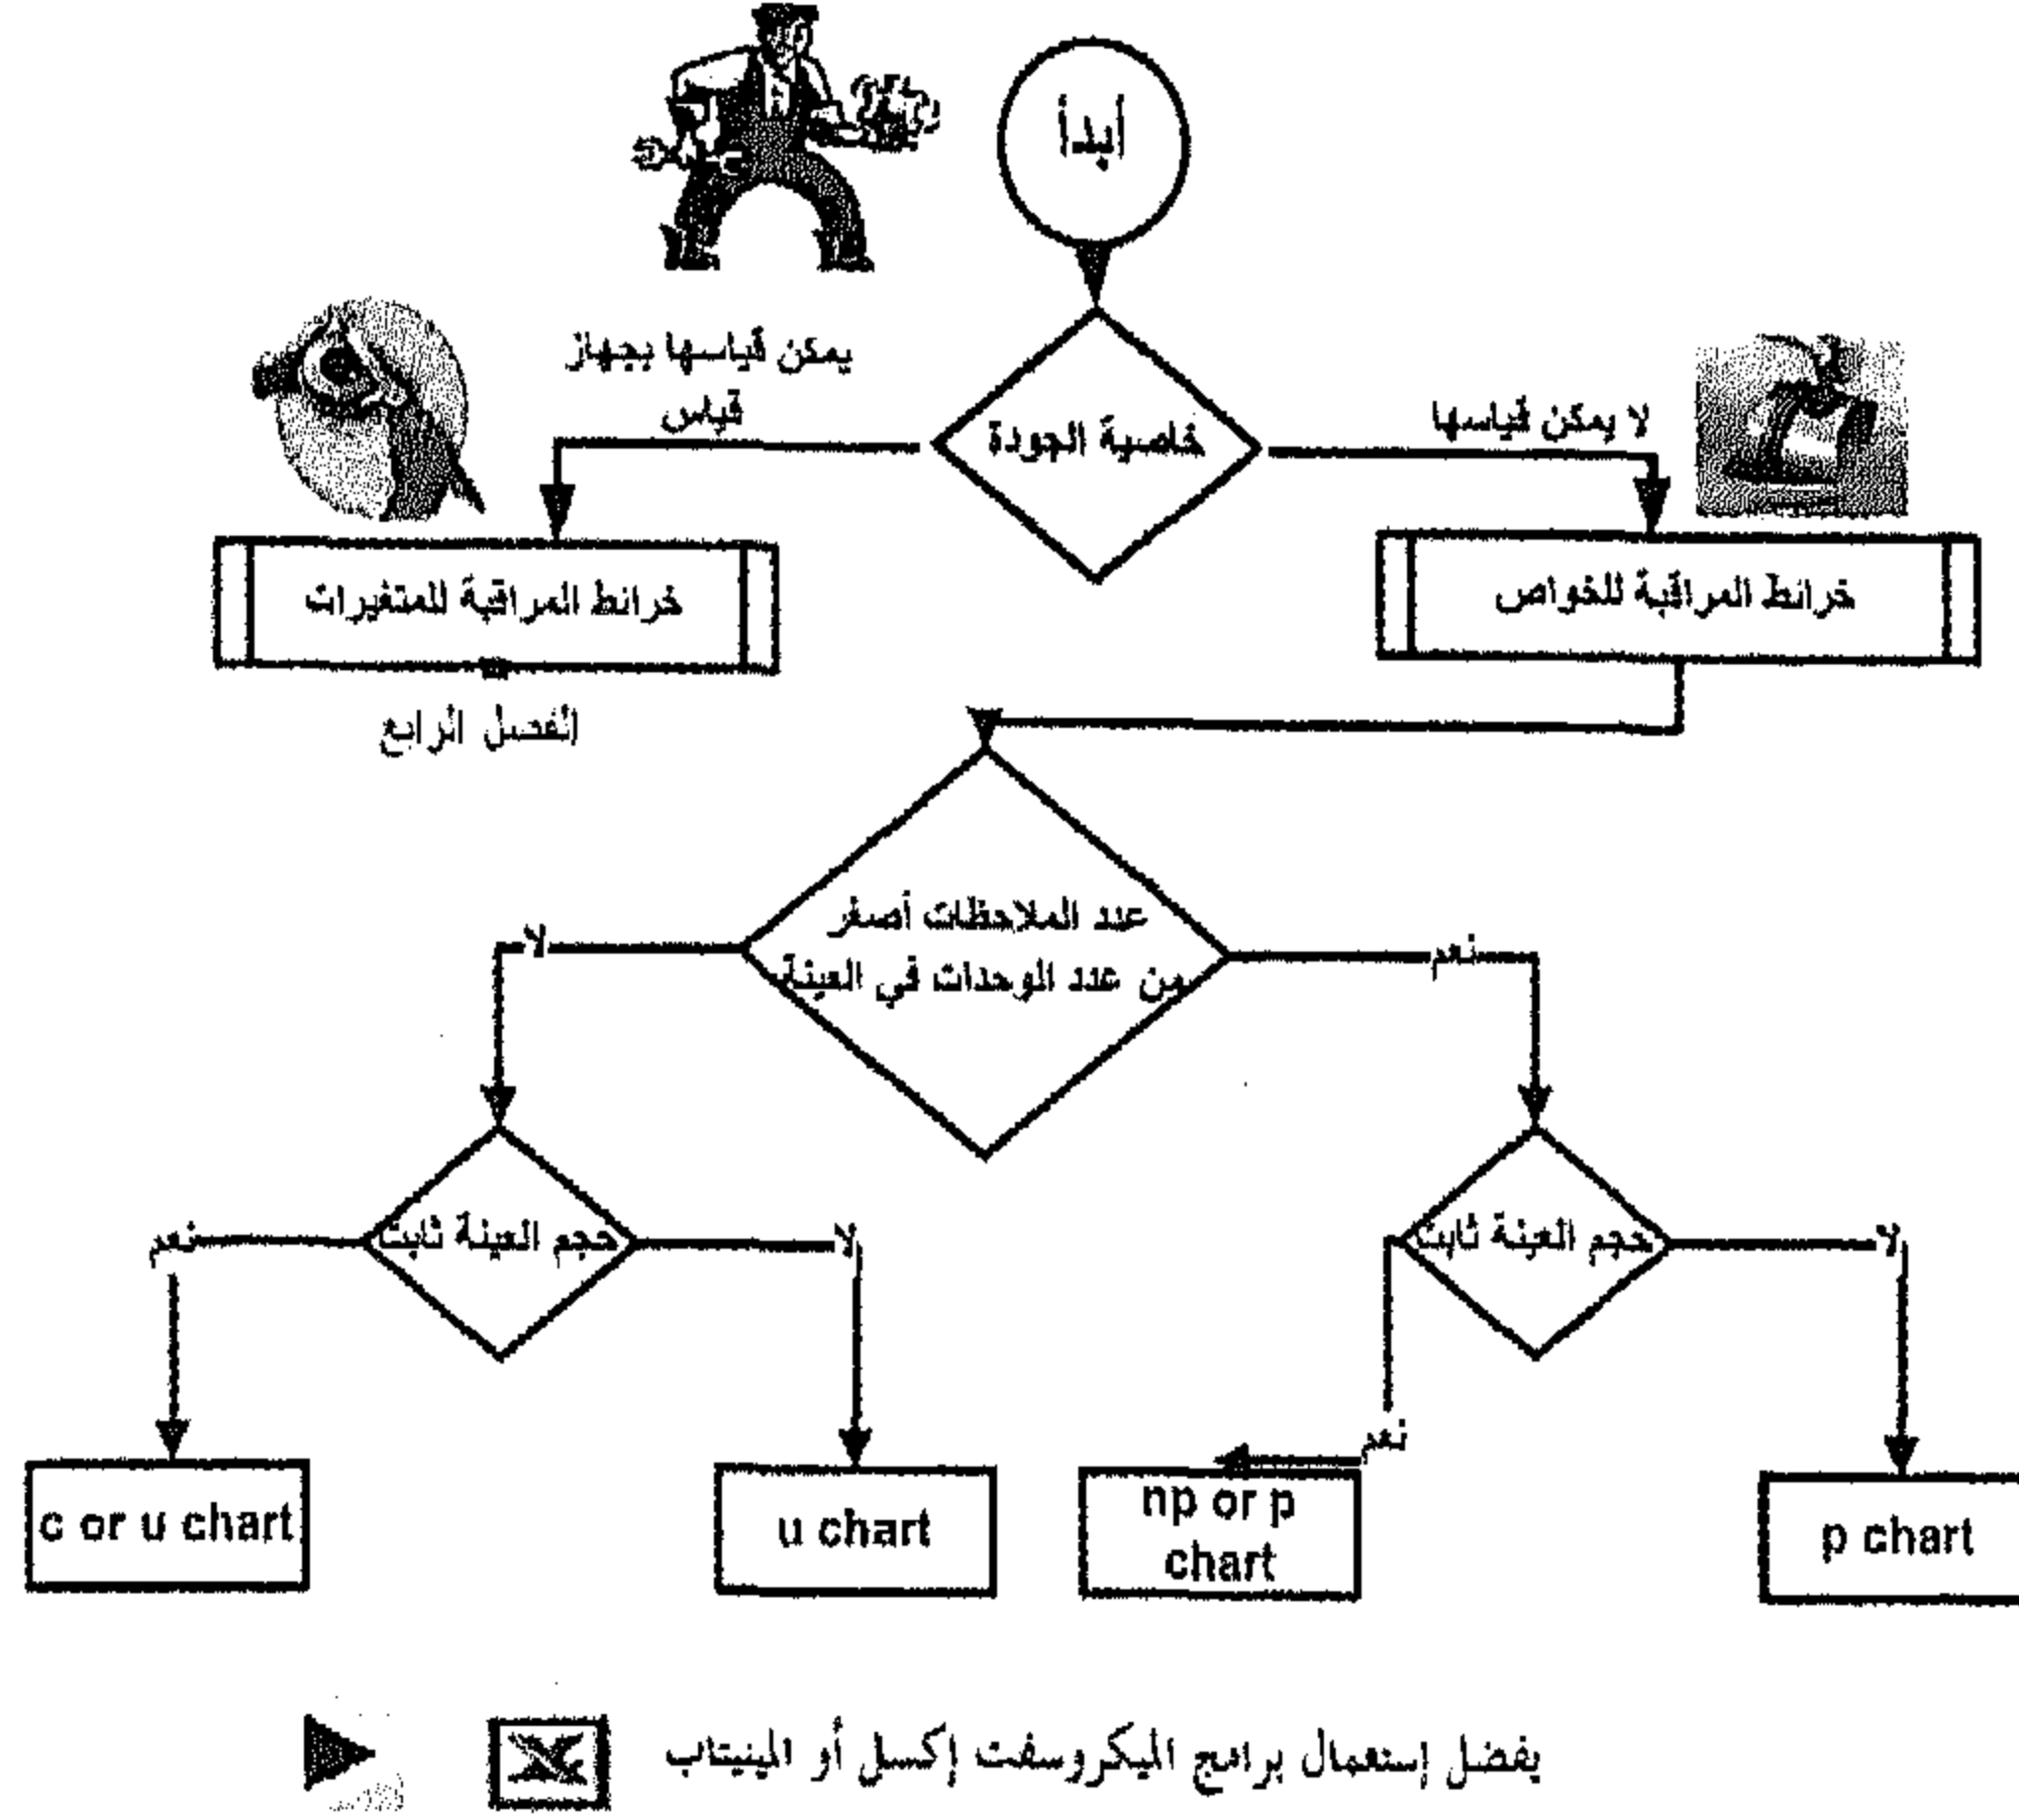 أبدأ
يمكن قياسها بجهاز
قياس
لا يمكن قياسها
خاصية الجودة
خرائط المراقبة للخواص
خرائط المراقبة للمتغيرات
الفصل الرابع
عدد الملاحظات أصغر
من عدد الوحدات في العينة
نعم
لا
حجم العينة ثابت
لا
نعم
حجم العينة ثابت
لا
نعم
p chart
np or p
chart
u chart
c or u chart
يفضل إستعمال برامج الميكروسفت إكسل أو المينيتاب